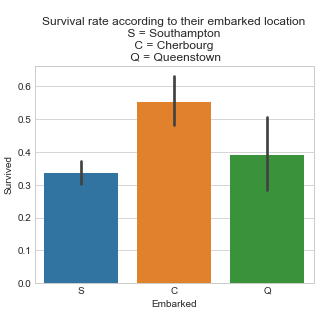 Survival rate according to their embarked location
S = Southampton
C = Cherbourg
Q = Queenstown
0.6
0.5
0.4
0.3
0.2
0.1
0.0
Survived
S C Q
Embarked